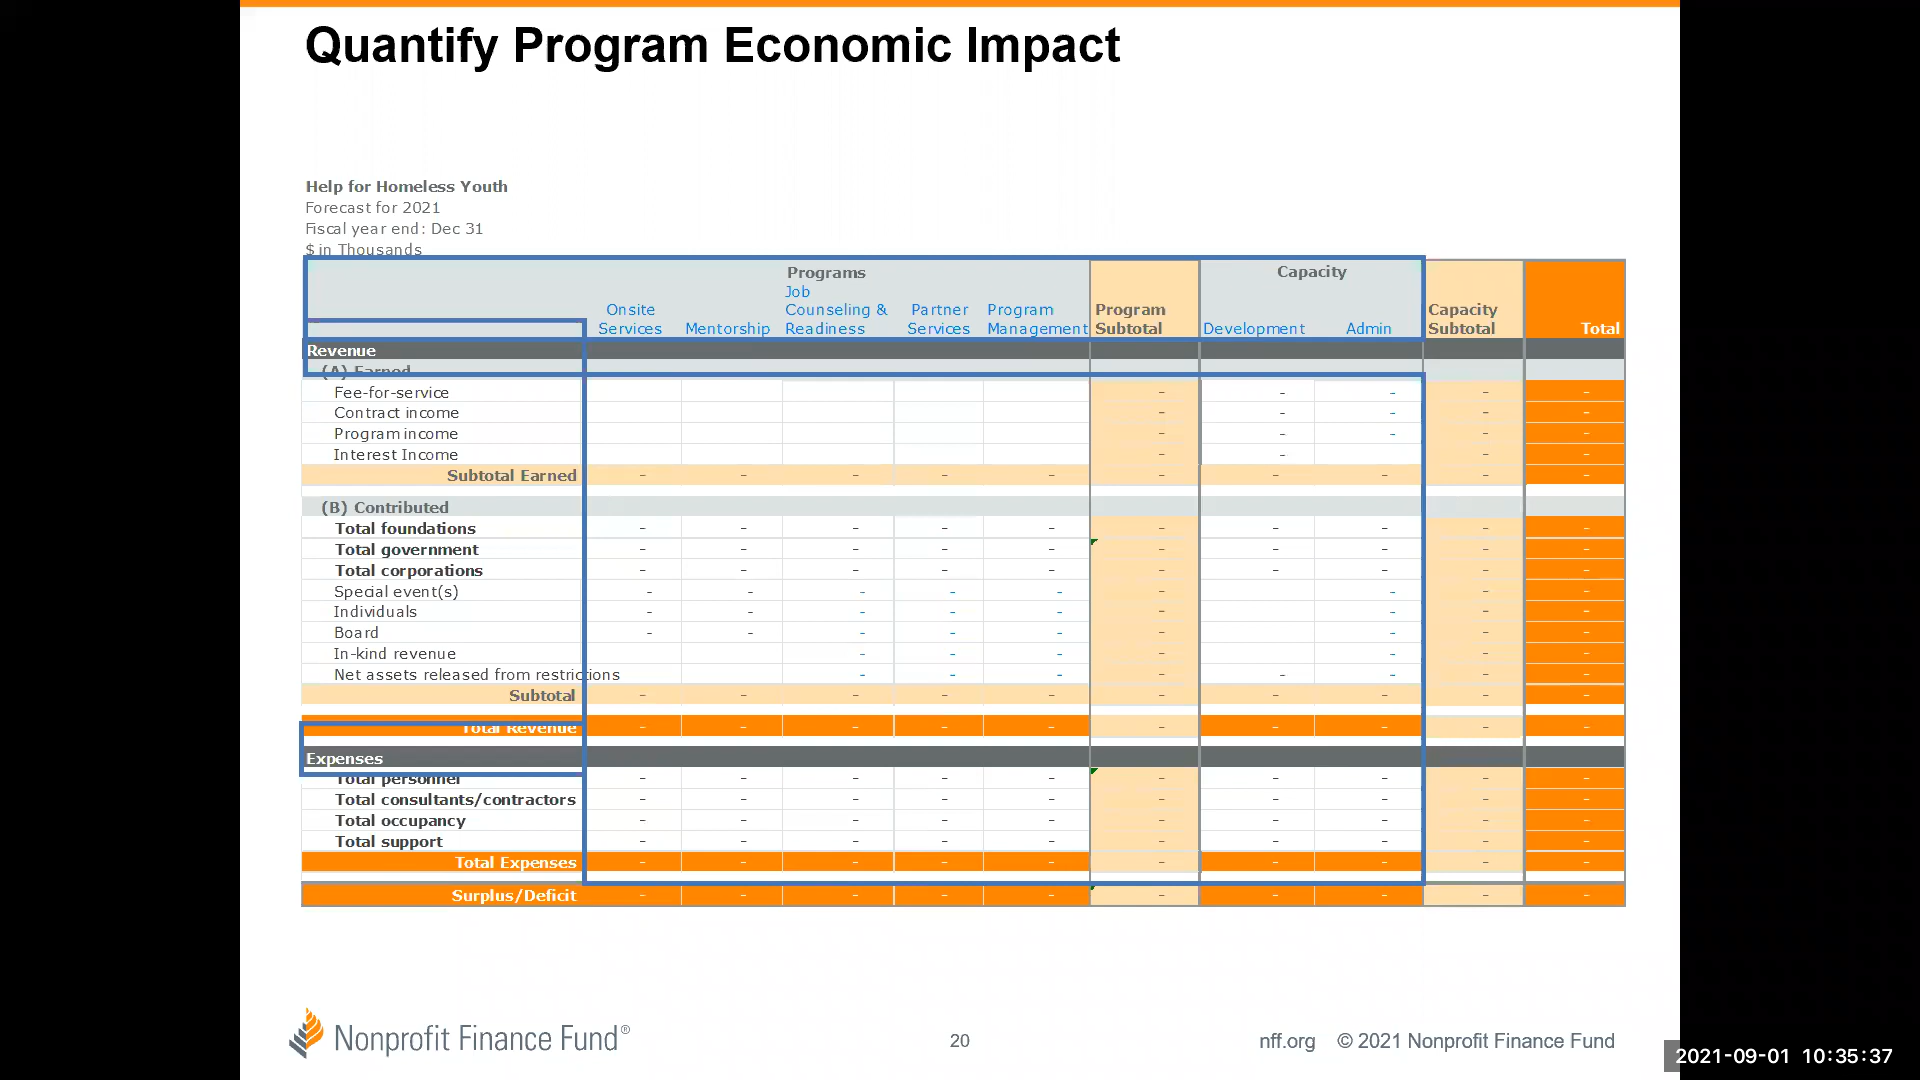 Quantify Program Economic Impact
Help for Homeless Youth
Forecast for 2021
Fiscal year end: Dec 31
$ in Thousands
Programs Capacity
Onsite Services Mentorship Job Counseling & Readiness Partner Services Program Management Program Subtotal Development Admin Capacity Subtotal Total
Revenue
(A) Earned
Fee-for-service - - - - -
Contract income - - - - -
Program income - - - - -
Interest Income - - - -
Subtotal Earned - - - - - - - - - -
(B) Contributed
Total foundations - - - - - - - - - -
Total government - - - - - - - - - -
Total corporations - - - - - - - - - -
Special event(s) - - - - - - - - -
Individuals - - - - - - - - -
Board - - - - - - - - -
In-kind revenue - - - - - - -
Net assets released from restrictions - - - - - - - -
Subtotal - - - - - - - - - -
Total Revenue - - - - - - - - - -
Expenses
Total personnel - - - - - - - - - -
Total consultants/contractors - - - - - - - - - -
Total occupancy - - - - - - - - - -
Total support - - - - - - - - - -
Total Expenses - - - - - - - - - -
Surplus/Deficit - - - - - - - - - -
Nonprofit Finance Fund®
20
nff.org © 2021 Nonprofit Finance Fund
2021-09-01 10:35:37